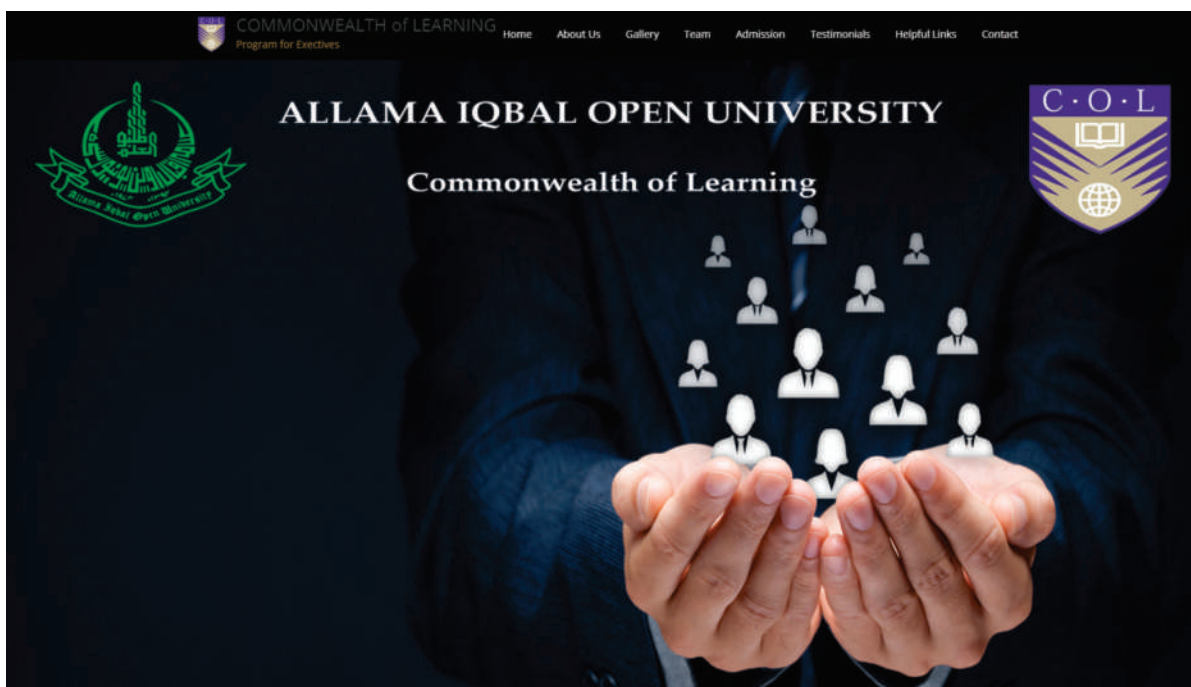 C·O·L
COMMONWEALTH of LEARNING
Program for Exectives
Home About Us Gallery Team Admission Testimonials Helpful Links Contact
ALLAMA IQBAL OPEN UNIVERSITY
Commonwealth of Learning
Allama Iqbal Open University
C·O·L